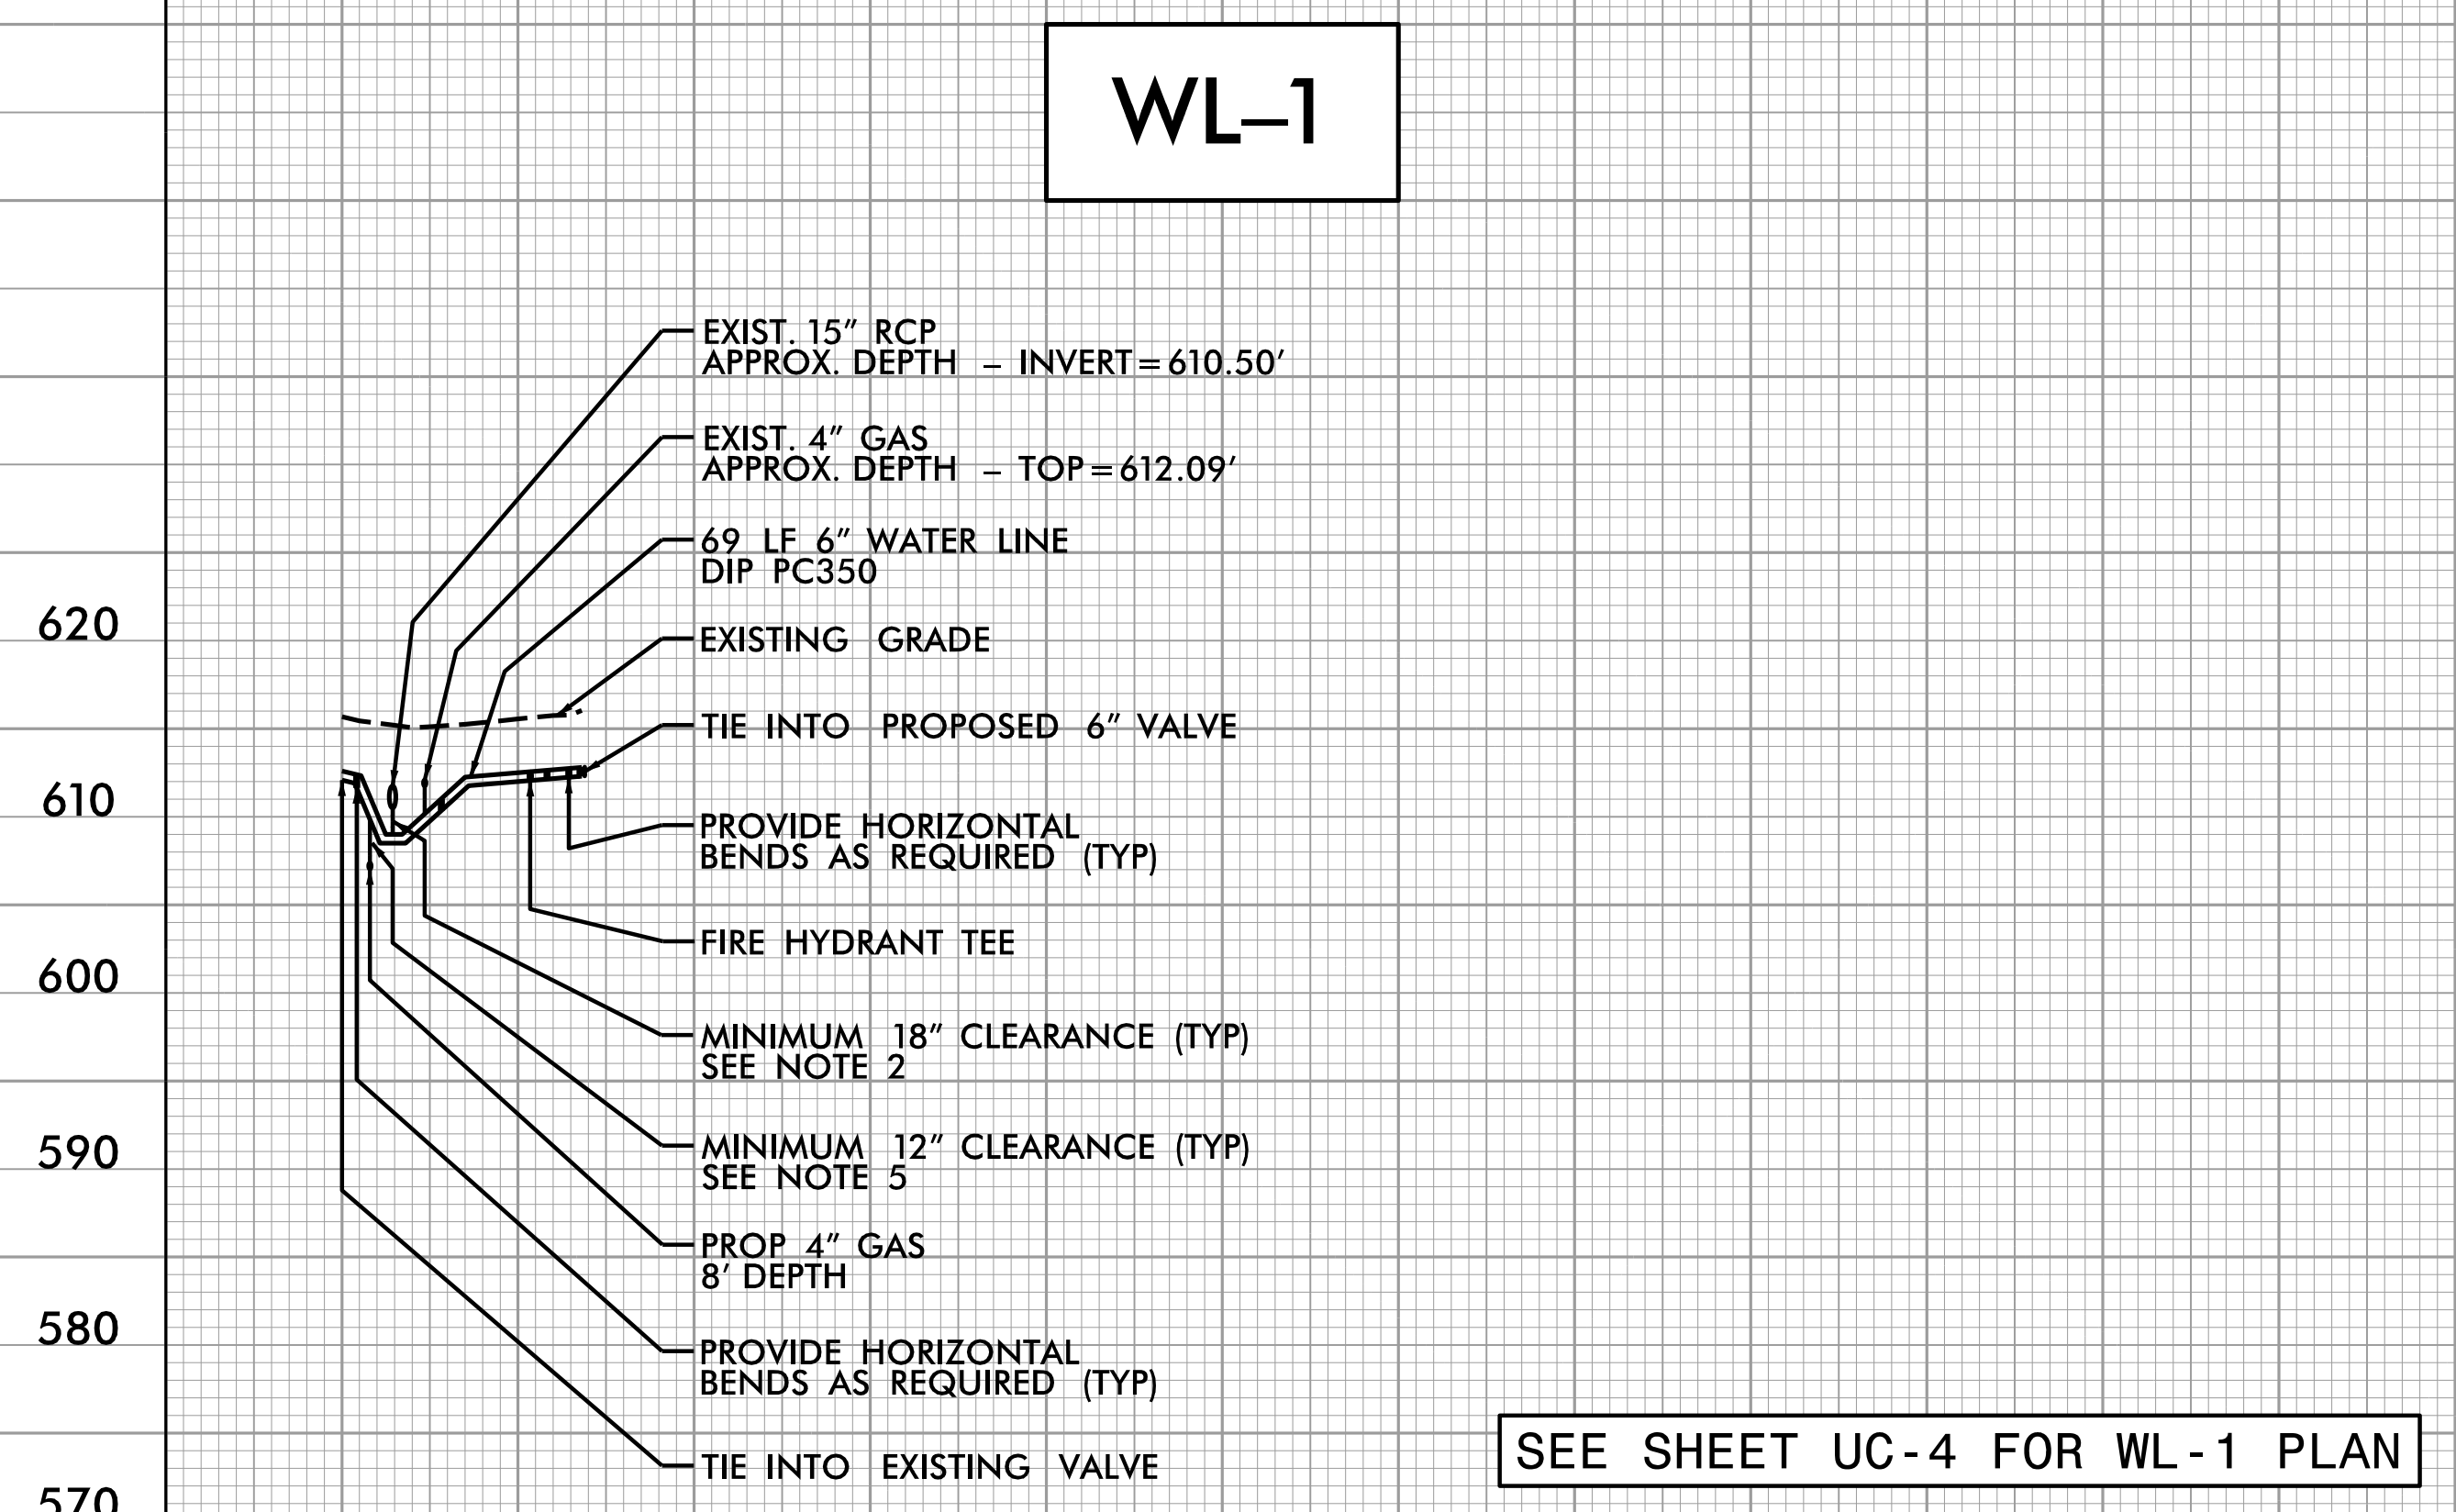 WL–1
EXIST. 15" RCP
APPROX. DEPTH – INVERT=610.50'
EXIST. 4" GAS
APPROX. DEPTH – TOP=612.09'
69 LF 6" WATER LINE
DIP PC350
620
EXISTING GRADE
TIE INTO PROPOSED 6" VALVE
610
PROVIDE HORIZONTAL
BENDS AS REQUIRED (TYP)
FIRE HYDRANT TEE
600
MINIMUM 18" CLEARANCE (TYP)
SEE NOTE 2
590
MINIMUM 12" CLEARANCE (TYP)
SEE NOTE 5
PROP 4" GAS
8' DEPTH
580
PROVIDE HORIZONTAL
BENDS AS REQUIRED (TYP)
TIE INTO EXISTING VALVE
SEE SHEET UC-4 FOR WL-1 PLAN
570